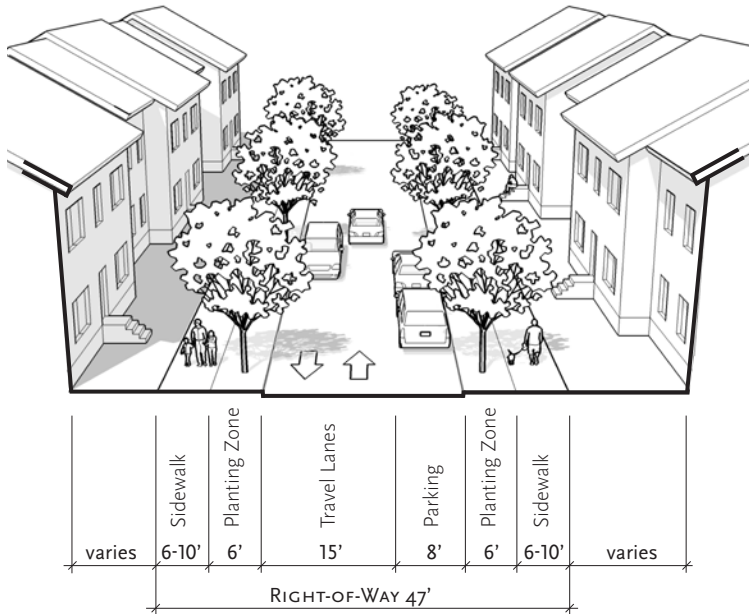 Sidewalk
Planting Zone
Travel Lanes
Parking
Planting Zone
Sidewalk
varies 6-10’ 6’ 15’ 8’ 6’ 6-10’ varies
Right-of-Way 47’